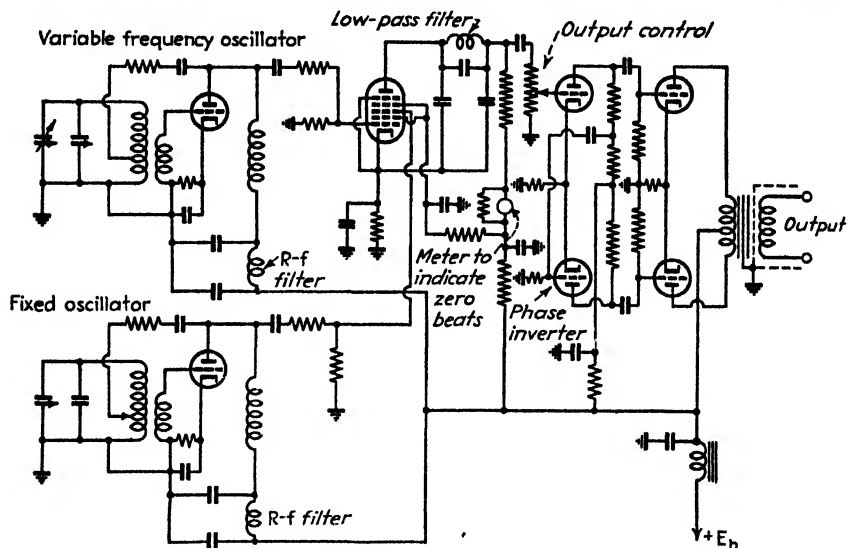 Low-pass filter
Output control
Variable frequency oscillator
R-f
filter
Meter to
indicate
zero
beats
Phase
inverter
Output
Fixed oscillator
R-f filter
+Eb